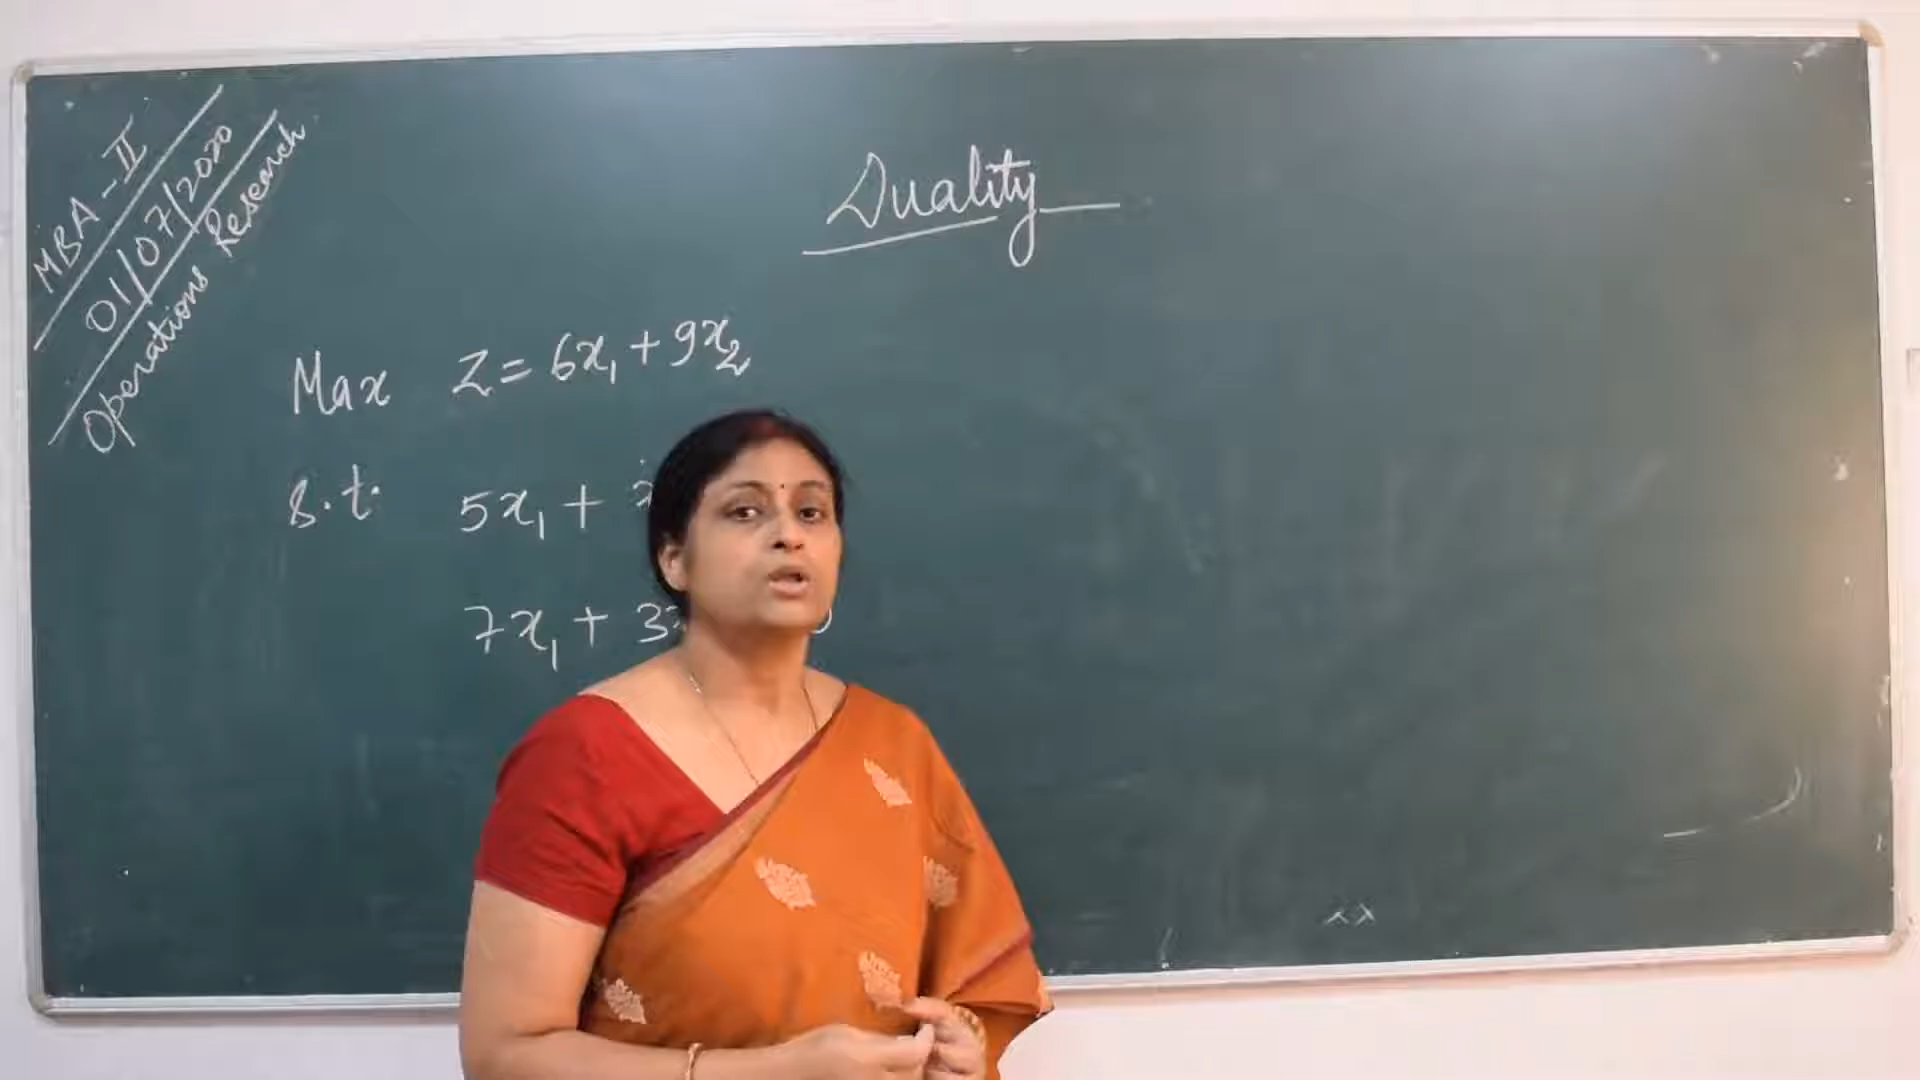 MBA-II
01/07/2020
Operations Research
Duality
Max Z = 6x₁ + 9x₂
s.t. 5x₁ +
7x₁ + 3